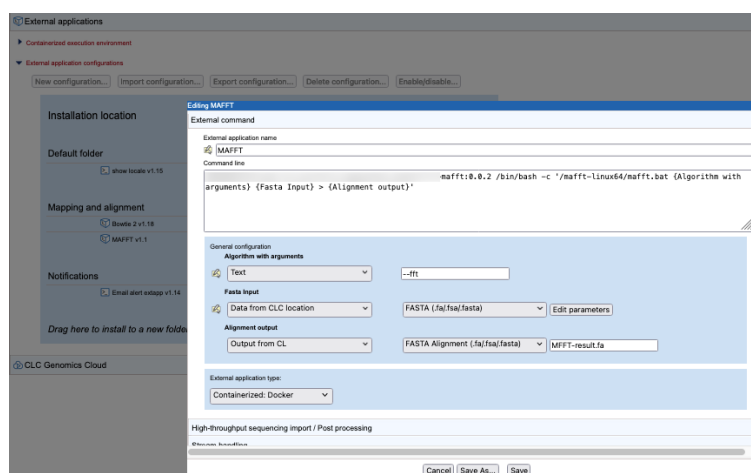 External applications
Containerized execution environment
External application configurations
New configuration... Import configuration... Export configuration... Delete configuration... Enable/disable...
Installation location
Default folder
show locale v1.15
Mapping and alignment
Bowtie 2 v1.18
MAFFT v1.1
Notifications
Email alert extapp v1.14
Drag here to install to a new folde
CLC Genomics Cloud
Editing MAFFT
External command
External application name
MAFFT
Command line
mafft:0.0.2 /bin/bash -c '/mafft-linux64/mafft.bat {Algorithm with
arguments} {Fasta Input} > {Alignment output}'
General configuration
Algorithm with arguments
Text --fft
Fasta Input
Data from CLC location FASTA (.fa/.fsa/.fasta) Edit parameters
Alignment output
Output from CL FASTA Alignment (.fa/.fsa/.fasta) MFFT-result.fa
External application type:
Containerized: Docker
High-throughput sequencing import / Post processing
Stream handling
Cancel Save As... Save